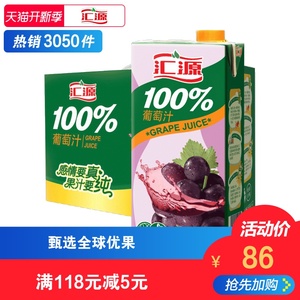 天猫开新季
汇源
热销3050件
汇源
100%
葡萄汁
GRAPE
JUICE
感情要真
果汁要纯
汇源
100%
葡萄汁
GRAPE JUICE
甄选全球优果
满118元减5元
活动价
¥86
抢先加购